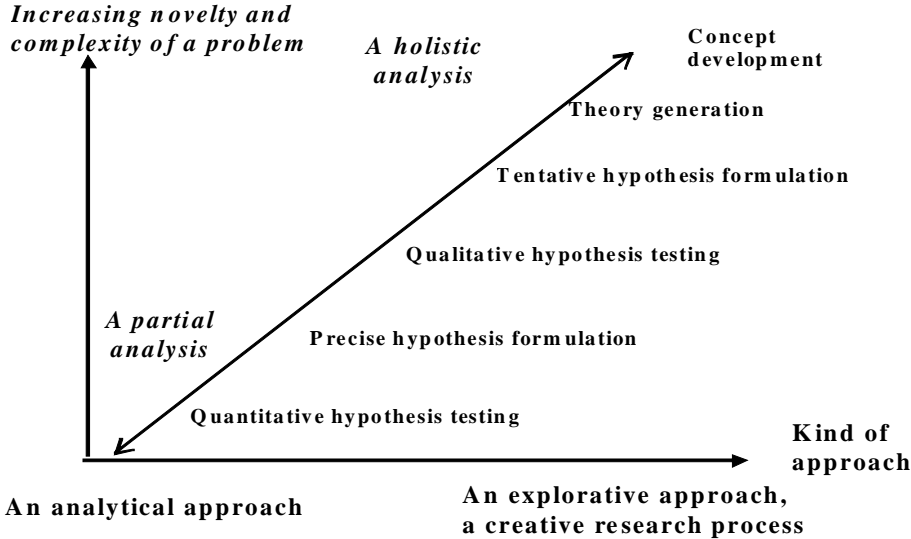 Increasing novelty and
complexity of a problem
A holistic
analysis
Concept
development
Theory generation
Tentative hypothesis formulation
Qualitative hypothesis testing
A partial
analysis
Precise hypothesis formulation
Quantitative hypothesis testing
Kind of
approach
An analytical approach
An explorative approach,
a creative research process